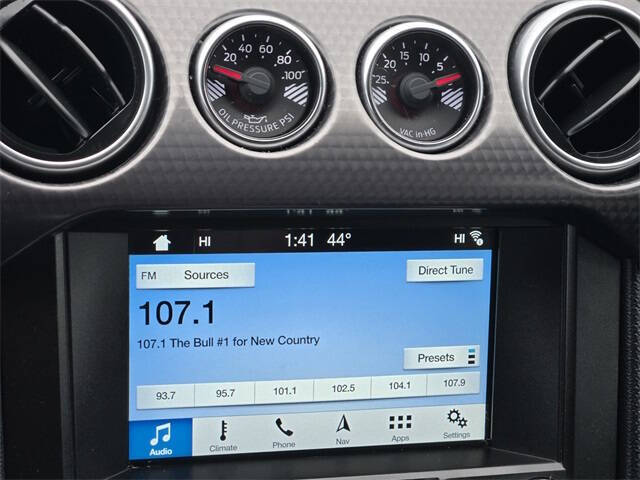 20 40 60 80 100
OIL PRESSURE PSI
25 20 15 10 5
VAC in-HG
HI 1:41 44° HI
FM Sources
Direct Tune
107.1
107.1 The Bull #1 for New Country
Presets
93.7 95.7 101.1 102.5 104.1 107.9
Audio Climate Phone Nav Apps Settings